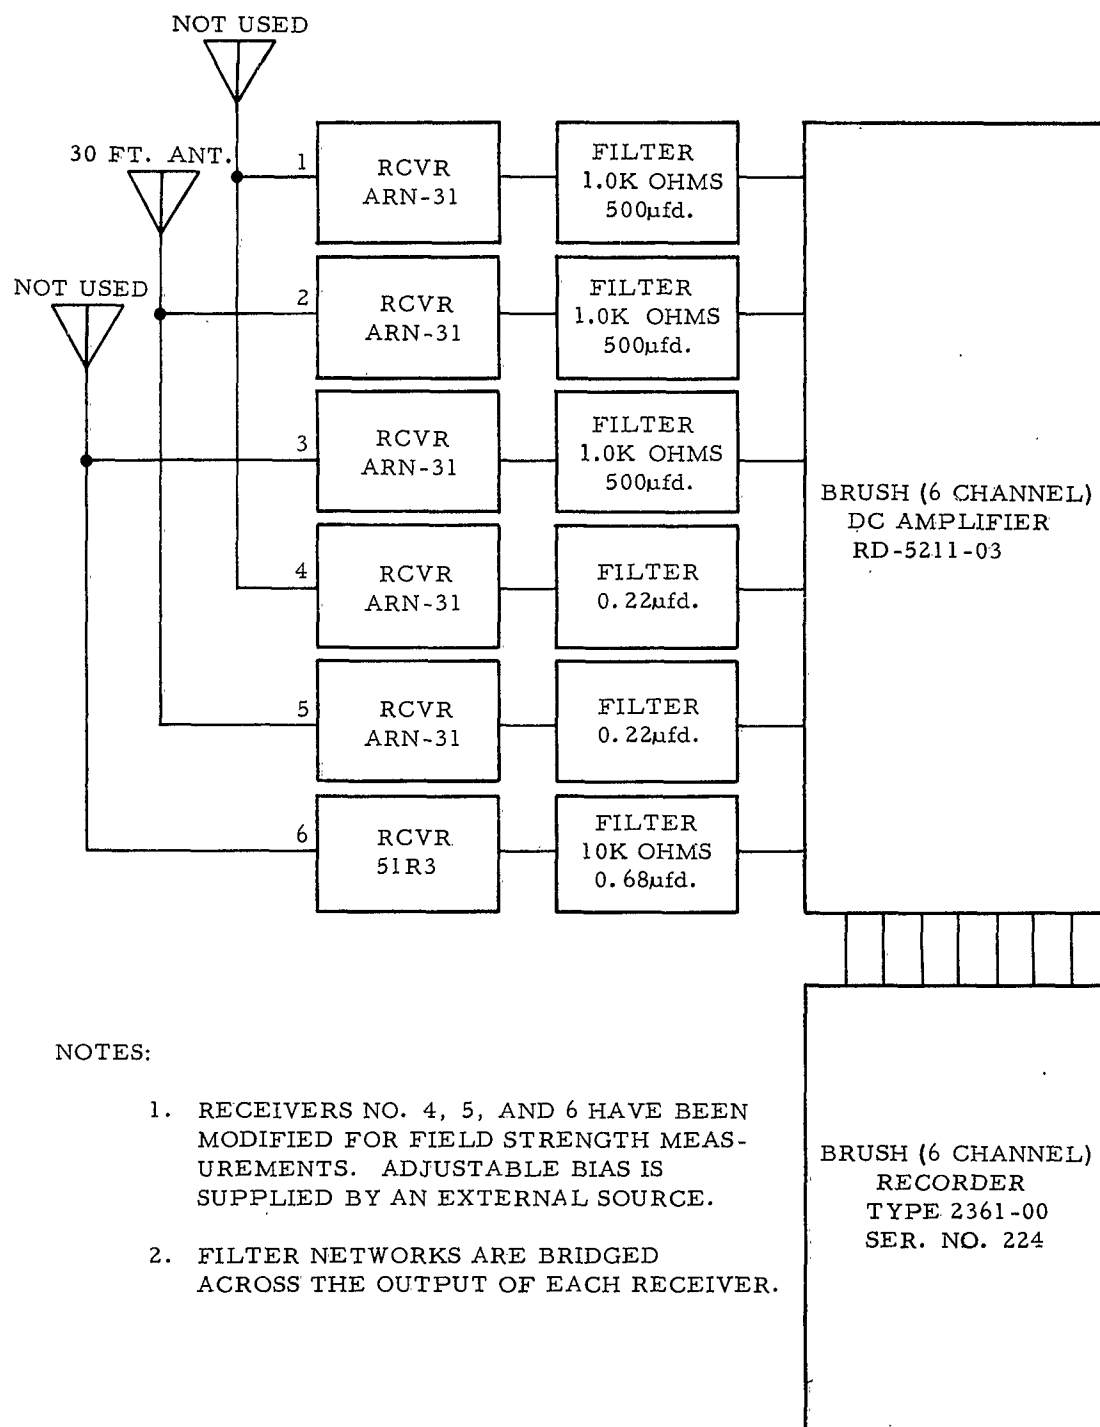 NOT USED
30 FT. ANT.
NOT USED
1
RCVR
ARN-31
FILTER
1.0K OHMS
500µfd.
2
RCVR
ARN-31
FILTER
1.0K OHMS
500µfd.
3
RCVR
ARN-31
FILTER
1.0K OHMS
500µfd.
4
RCVR
ARN-31
FILTER
0.22µfd.
5
RCVR
ARN-31
FILTER
0.22µfd.
6
RCVR
51R3
FILTER
10K OHMS
0.68µfd.
BRUSH (6 CHANNEL)
DC AMPLIFIER
RD-5211-03
NOTES:
1. RECEIVERS NO. 4, 5, AND 6 HAVE BEEN
MODIFIED FOR FIELD STRENGTH MEAS-
UREMENTS. ADJUSTABLE BIAS IS
SUPPLIED BY AN EXTERNAL SOURCE.
2. FILTER NETWORKS ARE BRIDGED
ACROSS THE OUTPUT OF EACH RECEIVER.
BRUSH (6 CHANNEL)
RECORDER
TYPE 2361-00
SER. NO. 224